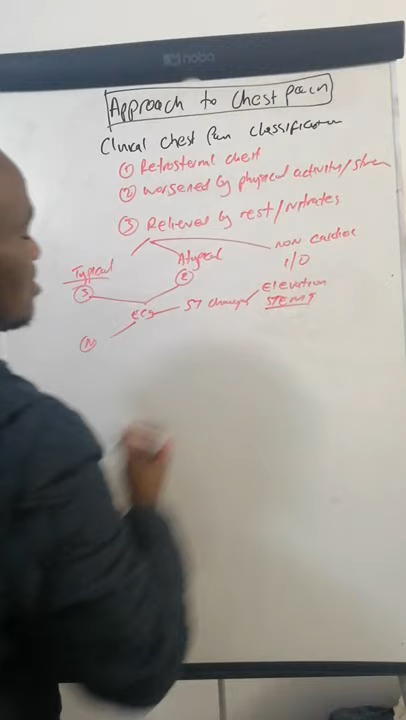 nobo
Approach to Chest pain
Clinical chest Pain classification
① Retrosternal chest
② worsened by physical activity/stress
③ Relieved by rest/Nitrates
Typical
③
Atypical
②
NON cardiac
1/0
ECG
ST changes
Elevation
STEMI
Ⓝ